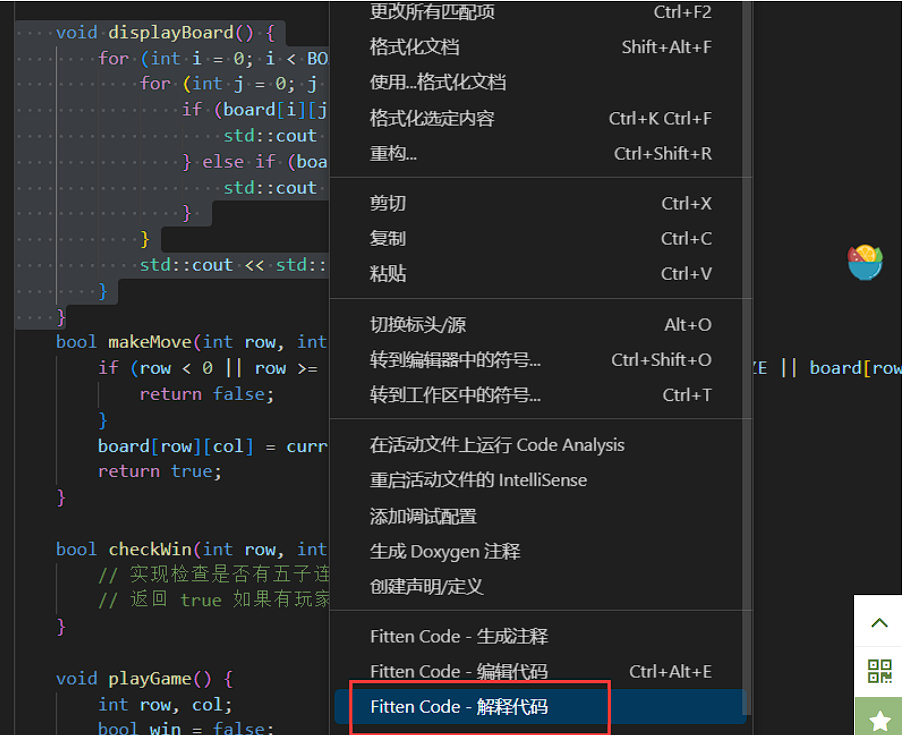 void displayBoard() {
for (int i = 0; i < BO
for (int j = 0; j
if (board[i][j
std::cout
} else if (boa
std::cout
}
}
std::cout << std::
}
}
bool makeMove(int row, int
if (row < 0 || row >=
ZE || board[row
return false;
}
board[row][col] = curr
return true;
}
bool checkWin(int row, int
// 实现检查是否有五子连
// 返回 true 如果有玩家
}
void playGame() {
int row, col;
bool win = false;
更改所有匹配项 Ctrl+F2
格式化文档 Shift+Alt+F
使用...格式化文档
格式化选定内容 Ctrl+K Ctrl+F
重构... Ctrl+Shift+R
剪切 Ctrl+X
复制 Ctrl+C
粘贴 Ctrl+V
切换标头/源 Alt+O
转到编辑器中的符号... Ctrl+Shift+O
转到工作区中的符号... Ctrl+T
在活动文件上运行 Code Analysis
重启活动文件的 IntelliSense
添加调试配置
生成 Doxygen 注释
创建声明/定义
Fitten Code - 生成注释
Fitten Code - 编辑代码 Ctrl+Alt+E
Fitten Code - 解释代码